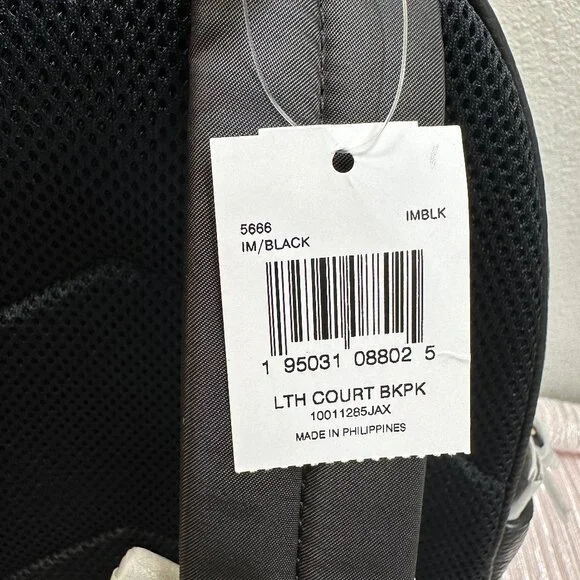 5666 IMBLK
IM/BLACK
1 95031 08802 5
LTH COURT BKPK
10011285JAX
MADE IN PHILIPPINES